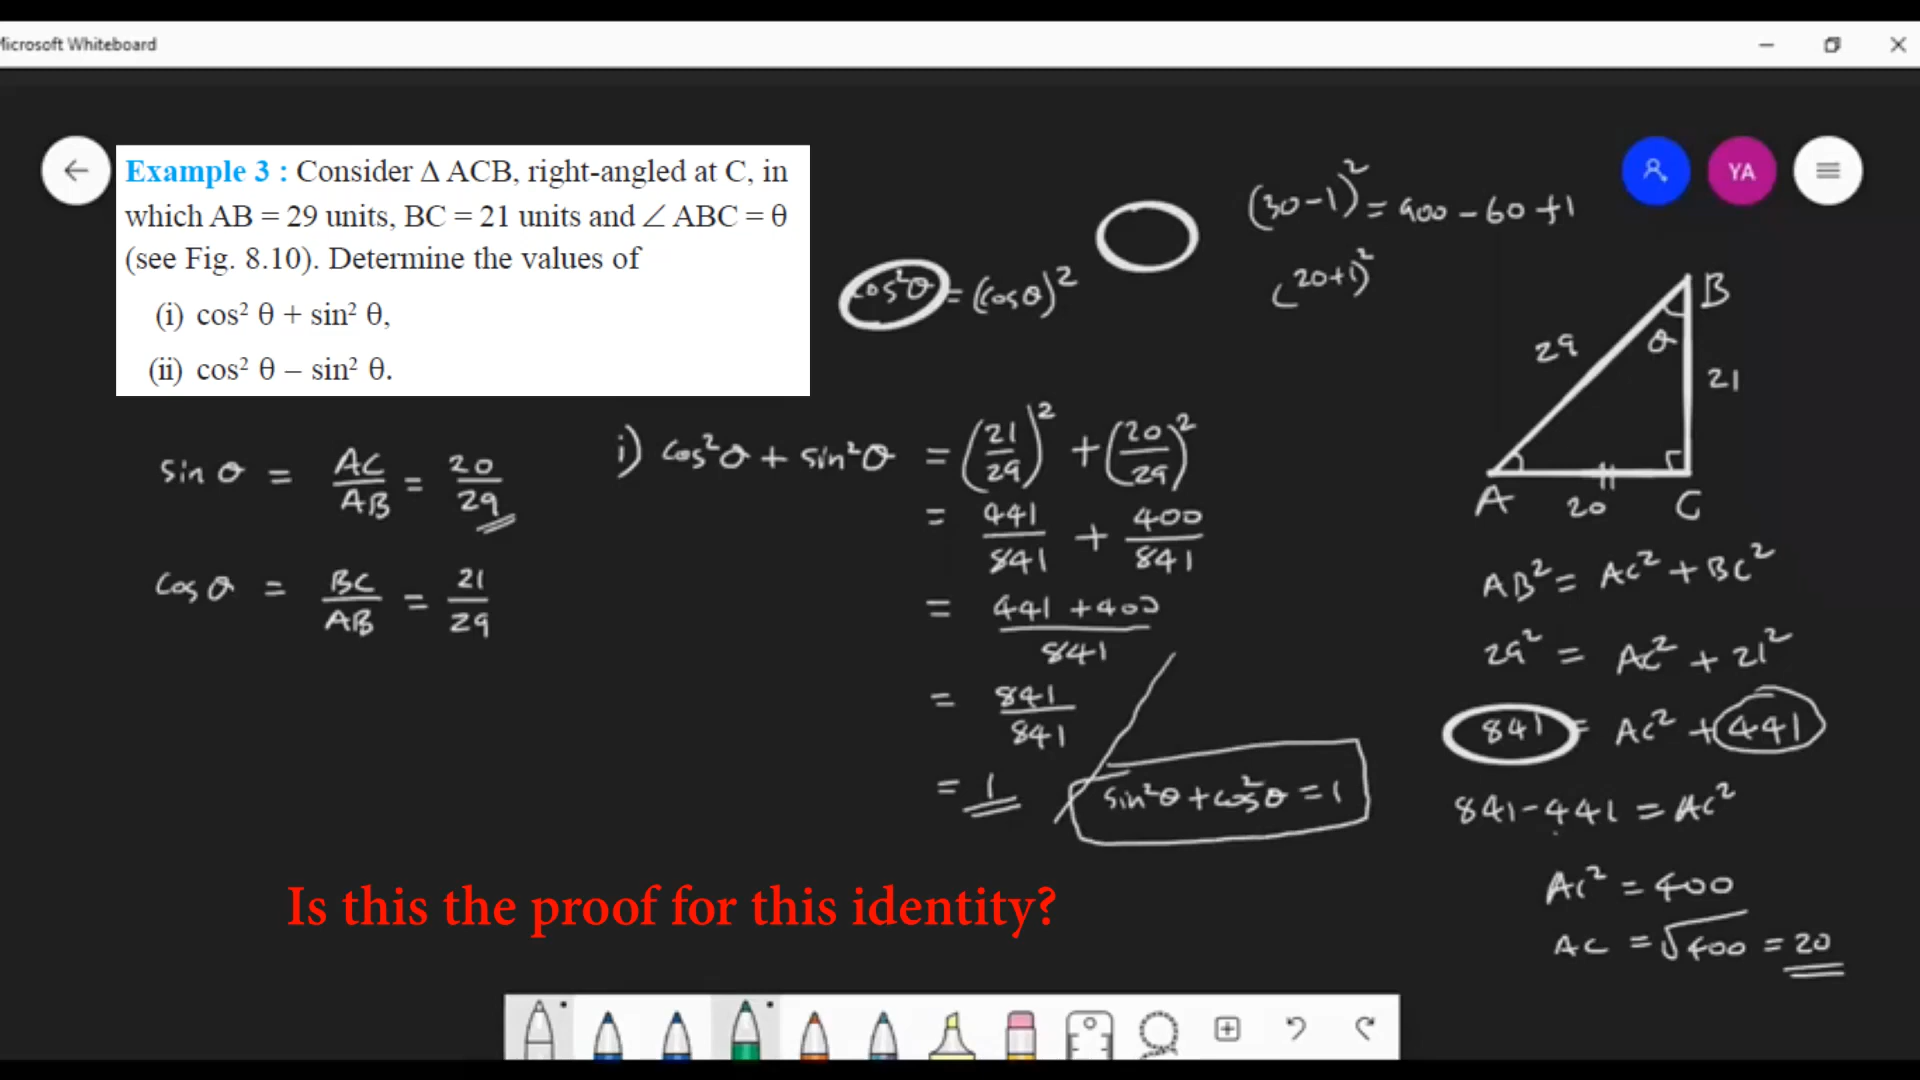 Microsoft Whiteboard
Example 3 : Consider Δ ACB, right-angled at C, in
which AB = 29 units, BC = 21 units and ∠ ABC = θ
(see Fig. 8.10). Determine the values of
(i) cos² θ + sin² θ,
(ii) cos² θ – sin² θ.
YA
(30-1)² = 900 - 60 + 1
(20+1)²
cos²θ = (cosθ)²
B
29
θ
21
A
20
C
sin θ = AC/AB = 20/29
cos θ = BC/AB = 21/29
i) cos²θ + sin²θ = (21/29)² + (20/29)²
= 441/841 + 400/841
= 441 + 400/841
= 841/841
= 1
sin²θ + cos²θ = 1
AB² = AC² + BC²
29² = AC² + 21²
841 = AC² + 441
841 - 441 = AC²
AC² = 400
AC = √400 = 20
Is this the proof for this identity?